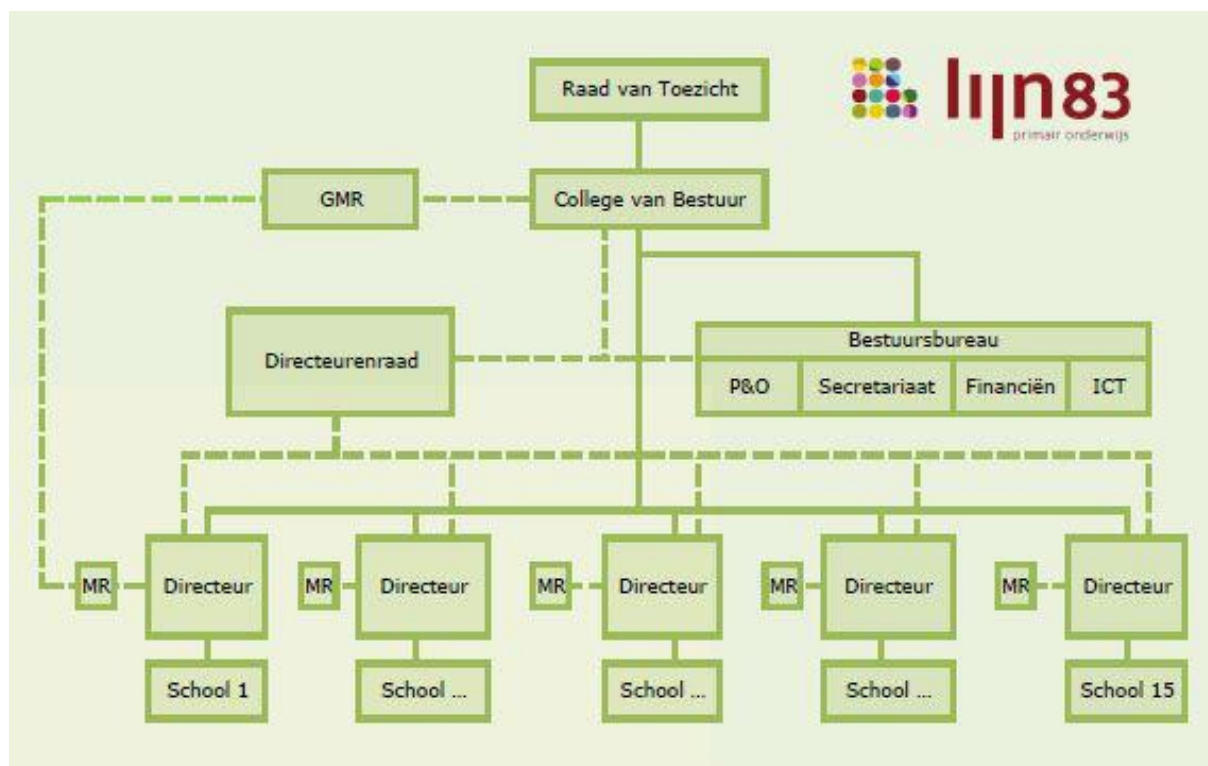 Raad van Toezicht
lijn83
primair onderwijs
GMR
College van Bestuur
Directeurenraad
Bestuursbureau
P&O
Secretariaat
Financiën
ICT
MR
Directeur
MR
Directeur
MR
Directeur
MR
Directeur
MR
Directeur
School 1
School ...
School ...
School ...
School 15